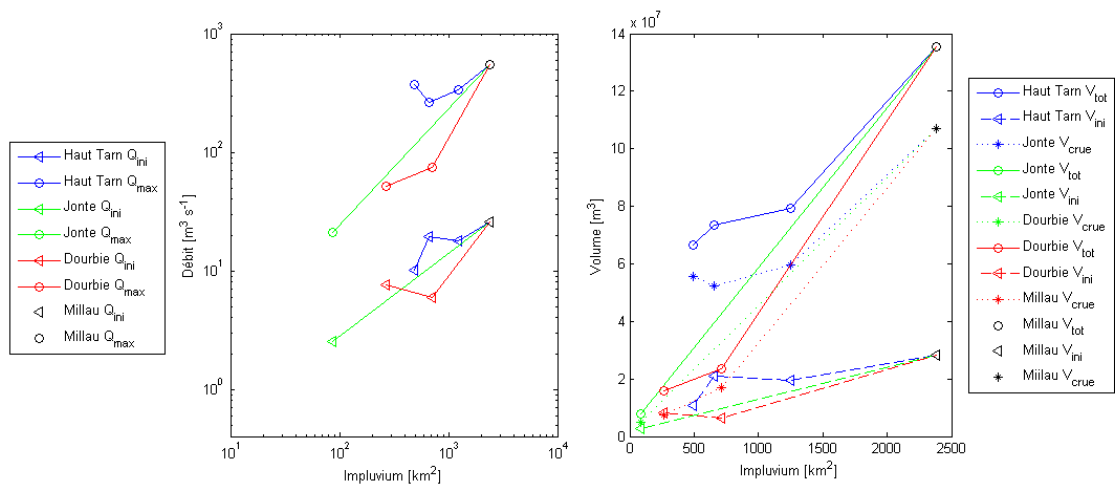 Haut Tarn Q_ini
Haut Tarn Q_max
Jonte Q_ini
Jonte Q_max
Dourbie Q_ini
Dourbie Q_max
Millau Q_ini
Millau Q_max
10^3
10^2
10^1
10^0
Débit [m^3 s^-1]
10^1 10^2 10^3 10^4
Impluvium [km^2]
x 10^7
14
12
10
8
6
4
2
0
Volume [m^3]
0 500 1000 1500 2000 2500
Impluvium [km^2]
Haut Tarn V_tot
Haut Tarn V_ini
Jonte V_crue
Jonte V_tot
Jonte V_ini
Dourbie V_crue
Dourbie V_tot
Dourbie V_ini
Millau V_crue
Millau V_tot
Millau V_ini
Miilau V_crue